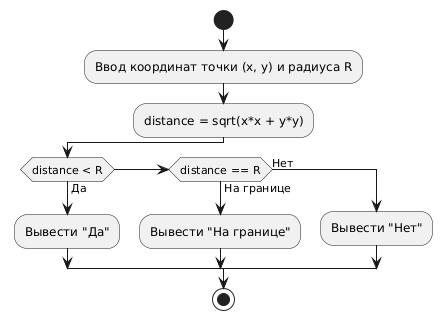 Ввод координат точки (x, y) и радиуса R
distance = sqrt(x*x + y*y)
distance < R
distance == R
Нет
Да
На границе
Вывести "Да"
Вывести "На границе"
Вывести "Нет"